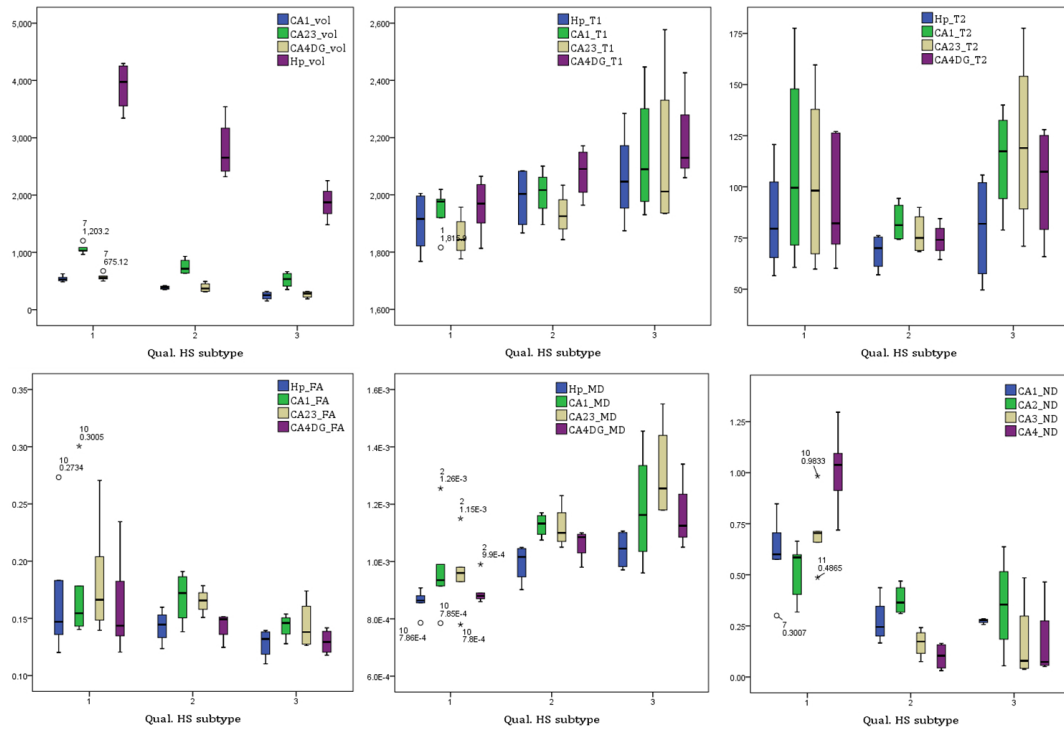 5,000
4,000
3,000
2,000
1,000
0
CA1_vol
CA23_vol
CA4DG_vol
Hp_vol
7
1,203.2
7
675.12
1
2
3
Qual. HS subtype
2,600
2,400
2,200
2,000
1,800
1,600
Hp_T1
CA1_T1
CA23_T1
CA4DG_T1
1
1
2
3
Qual. HS subtype
175
150
125
100
75
50
Hp_T2
CA1_T2
CA23_T2
CA4DG_T2
1
2
3
Qual. HS subtype
0.35
0.30
0.25
0.20
0.15
0.10
Hp_FA
CA1_FA
CA23_FA
CA4DG_FA
10
0.3005
10
0.2734
1
2
3
Qual. HS subtype
1.6E-3
1.4E-3
1.2E-3
1.0E-3
8.0E-4
6.0E-4
Hp_MD
CA1_MD
CA23_MD
CA4DG_MD
2
1.26E-3
2
1.15E-3
2
9.9E-4
10
7.86E-4
10
7.85E-4
10
7.8E-4
1
2
3
Qual. HS subtype
1.25
1.00
0.75
0.50
0.25
0.00
CA1_ND
CA2_ND
CA3_ND
CA4_ND
10
0.9833
11
0.4865
7
0.3007
1
2
3
Qual. HS subtype